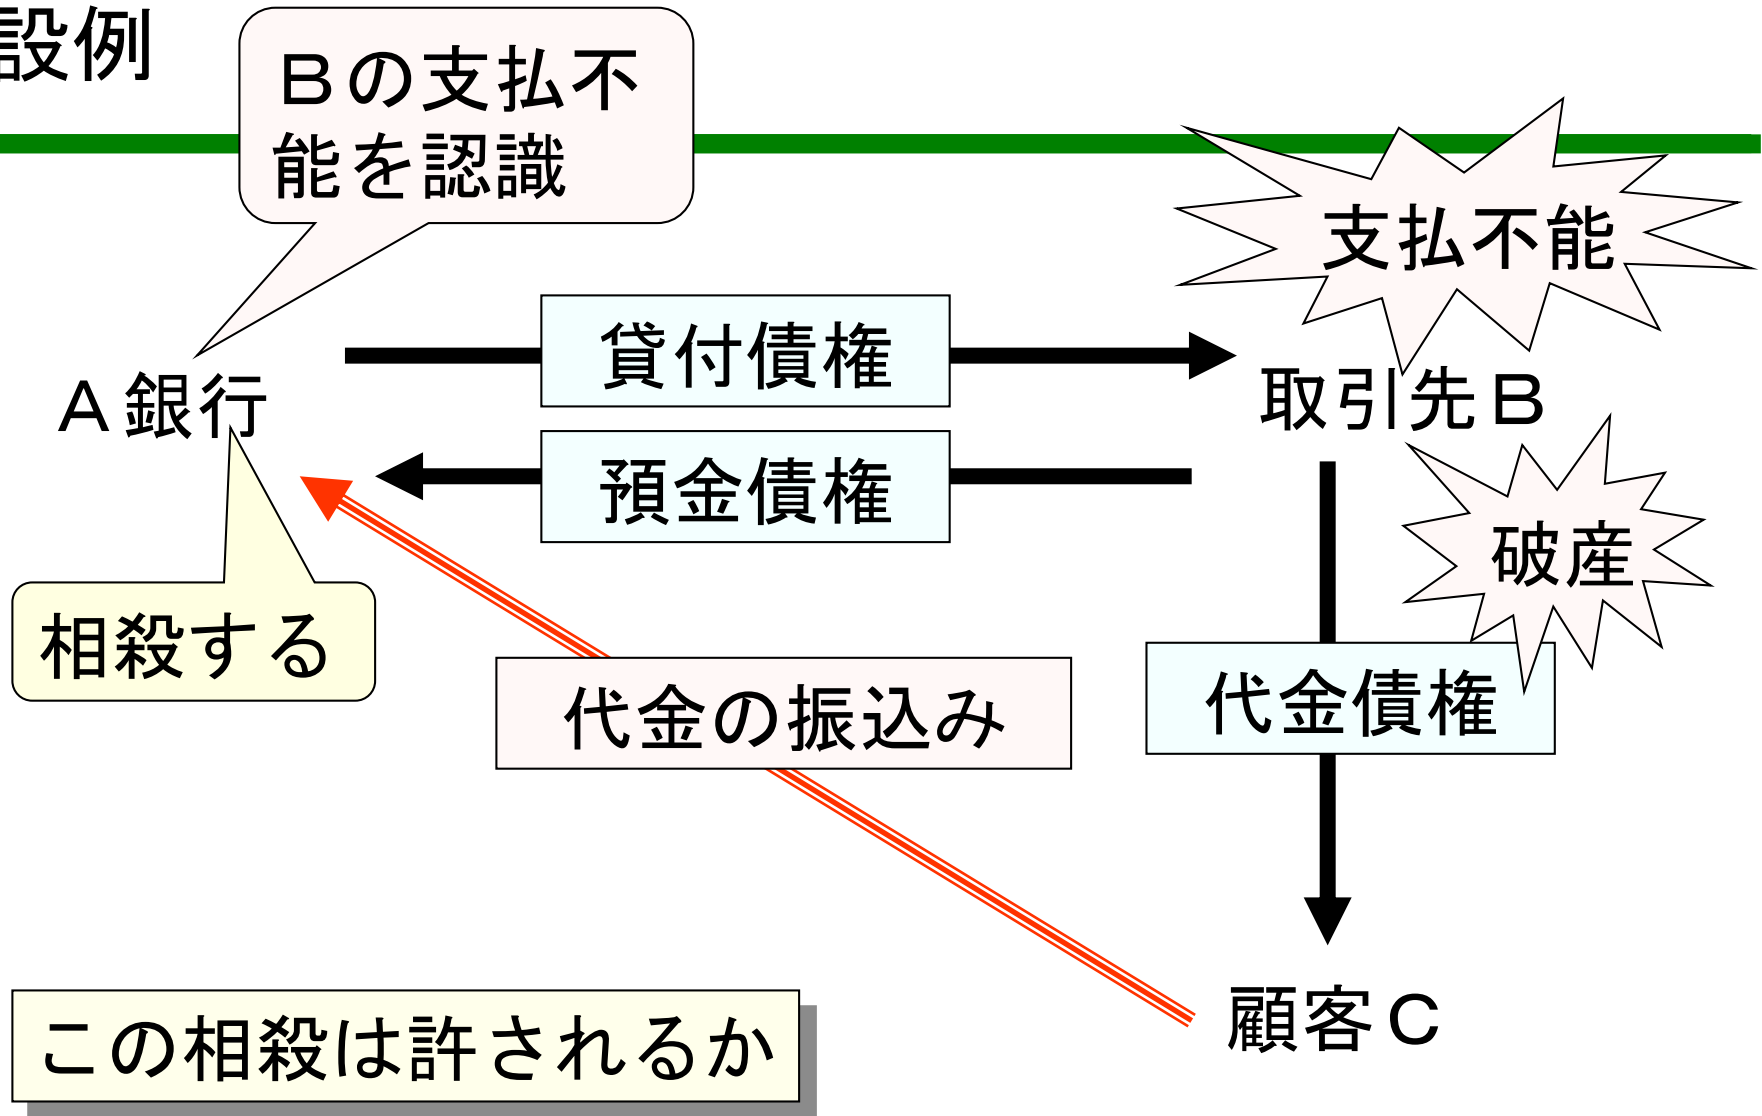 設例
Ｂの支払不
能を認識
支払不能
貸付債権
Ａ銀行
取引先Ｂ
預金債権
破産
相殺する
代金の振込み
代金債権
顧客Ｃ
この相殺は許されるか